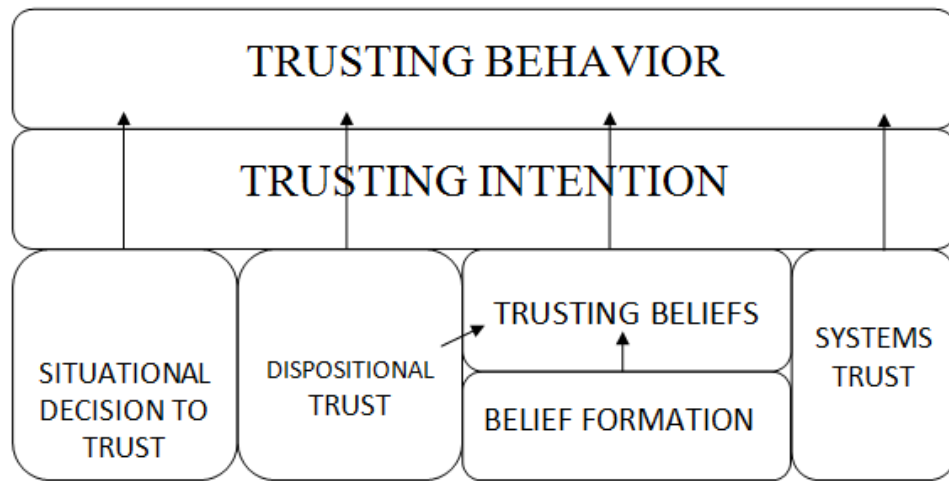 TRUSTING BEHAVIOR
TRUSTING INTENTION
SITUATIONAL
DECISION TO
TRUST
DISPOSITIONAL
TRUST
TRUSTING BELIEFS
BELIEF FORMATION
SYSTEMS
TRUST